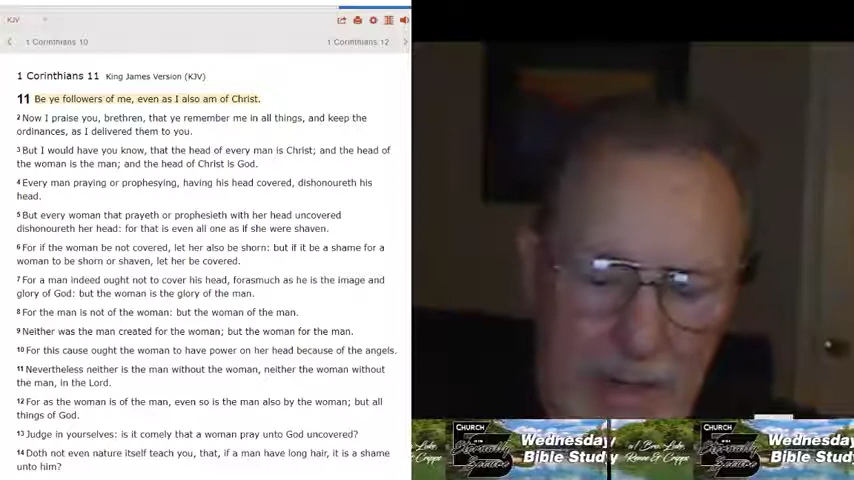 KJV
1 Corinthians 10
1 Corinthians 12
1 Corinthians 11 King James Version (KJV)
11 Be ye followers of me, even as I also am of Christ.
2 Now I praise you, brethren, that ye remember me in all things, and keep the
ordinances, as I delivered them to you.
3 But I would have you know, that the head of every man is Christ; and the head of
the woman is the man; and the head of Christ is God.
4 Every man praying or prophesying, having his head covered, dishonoureth his
head.
5 But every woman that prayeth or prophesieth with her head uncovered
dishonoureth her head: for that is even all one as if she were shaven.
6 For if the woman be not covered, let her also be shorn: but if it be a shame for a
woman to be shorn or shaven, let her be covered.
7 For a man indeed ought not to cover his head, forasmuch as he is the image and
glory of God: but the woman is the glory of the man.
8 For the man is not of the woman: but the woman of the man.
9 Neither was the man created for the woman; but the woman for the man.
10 For this cause ought the woman to have power on her head because of the angels.
11 Nevertheless neither is the man without the woman, neither the woman without
the man, in the Lord.
12 For as the woman is of the man, even so is the man also by the woman; but all
things of God.
13 Judge in yourselves: is it comely that a woman pray unto God uncovered?
14 Doth not even nature itself teach you, that, if a man have long hair, it is a shame
unto him?
CHURCH
Eternally
Secure
Wednesday
Bible Study
w/ Bro. Luke,
Renee & Cripps
CHURCH
Eternally
Secure
Wednesday
Bible Stud